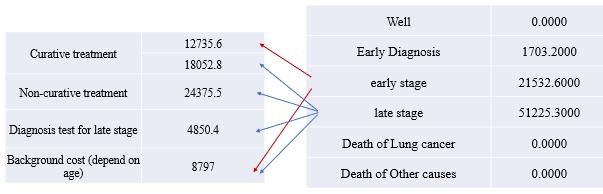 Curative treatment 12735.6
18052.8
Non-curative treatment 24375.5
Diagnosis test for late stage 4850.4
Background cost (depend on
age) 8797
Well 0.0000
Early Diagnosis 1703.2000
early stage 21532.6000
late stage 51225.3000
Death of Lung cancer 0.0000
Death of Other causes 0.0000